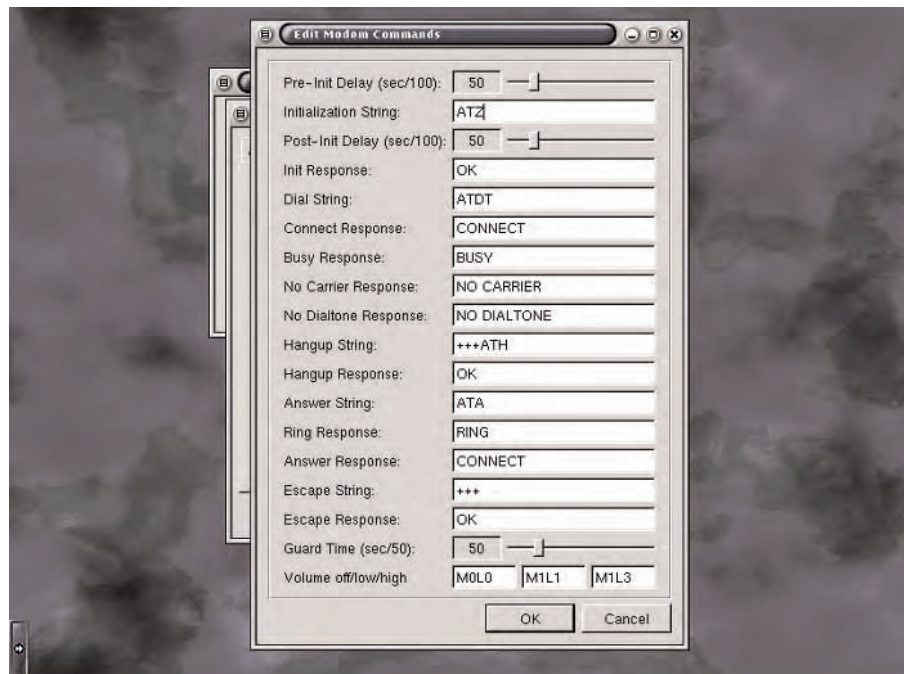 Edit Modem Commands
Pre-Init Delay (sec/100): 50
Initialization String: ATZ
Post-Init Delay (sec/100): 50
Init Response: OK
Dial String: ATDT
Connect Response: CONNECT
Busy Response: BUSY
No Carrier Response: NO CARRIER
No Dialtone Response: NO DIALTONE
Hangup String: +++ATH
Hangup Response: OK
Answer String: ATA
Ring Response: RING
Answer Response: CONNECT
Escape String: +++
Escape Response: OK
Guard Time (sec/50): 50
Volume off/low/high M0L0 M1L1 M1L3
OK Cancel